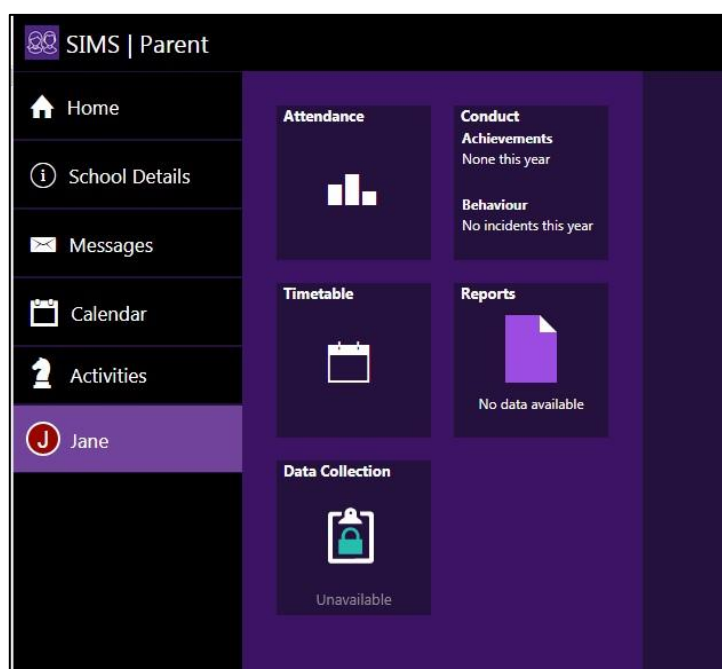 SIMS | Parent
Home
School Details
Messages
Calendar
Activities
J Jane
Attendance
Conduct
Achievements
None this year
Behaviour
No incidents this year
Timetable
Reports
No data available
Data Collection
Unavailable